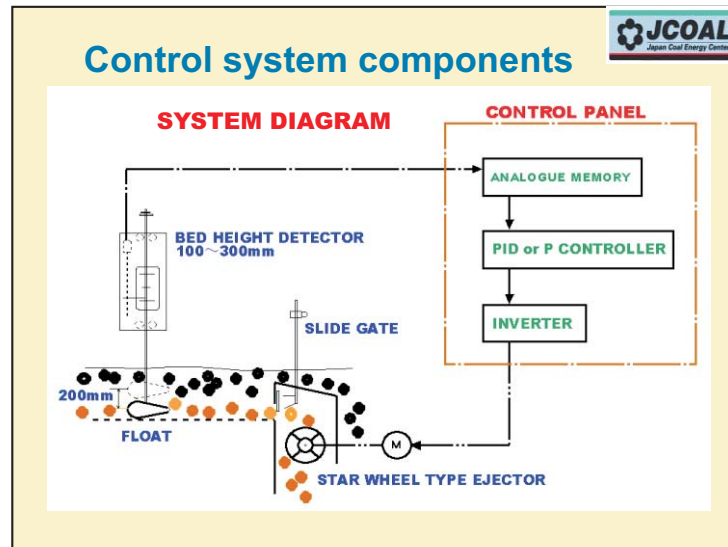 JCOAL
Japan Coal Energy Center
Control system components
SYSTEM DIAGRAM
CONTROL PANEL
ANALOGUE MEMORY
BED HEIGHT DETECTOR
100～300mm
PID or P CONTROLLER
SLIDE GATE
INVERTER
200mm
FLOAT
M
STAR WHEEL TYPE EJECTOR